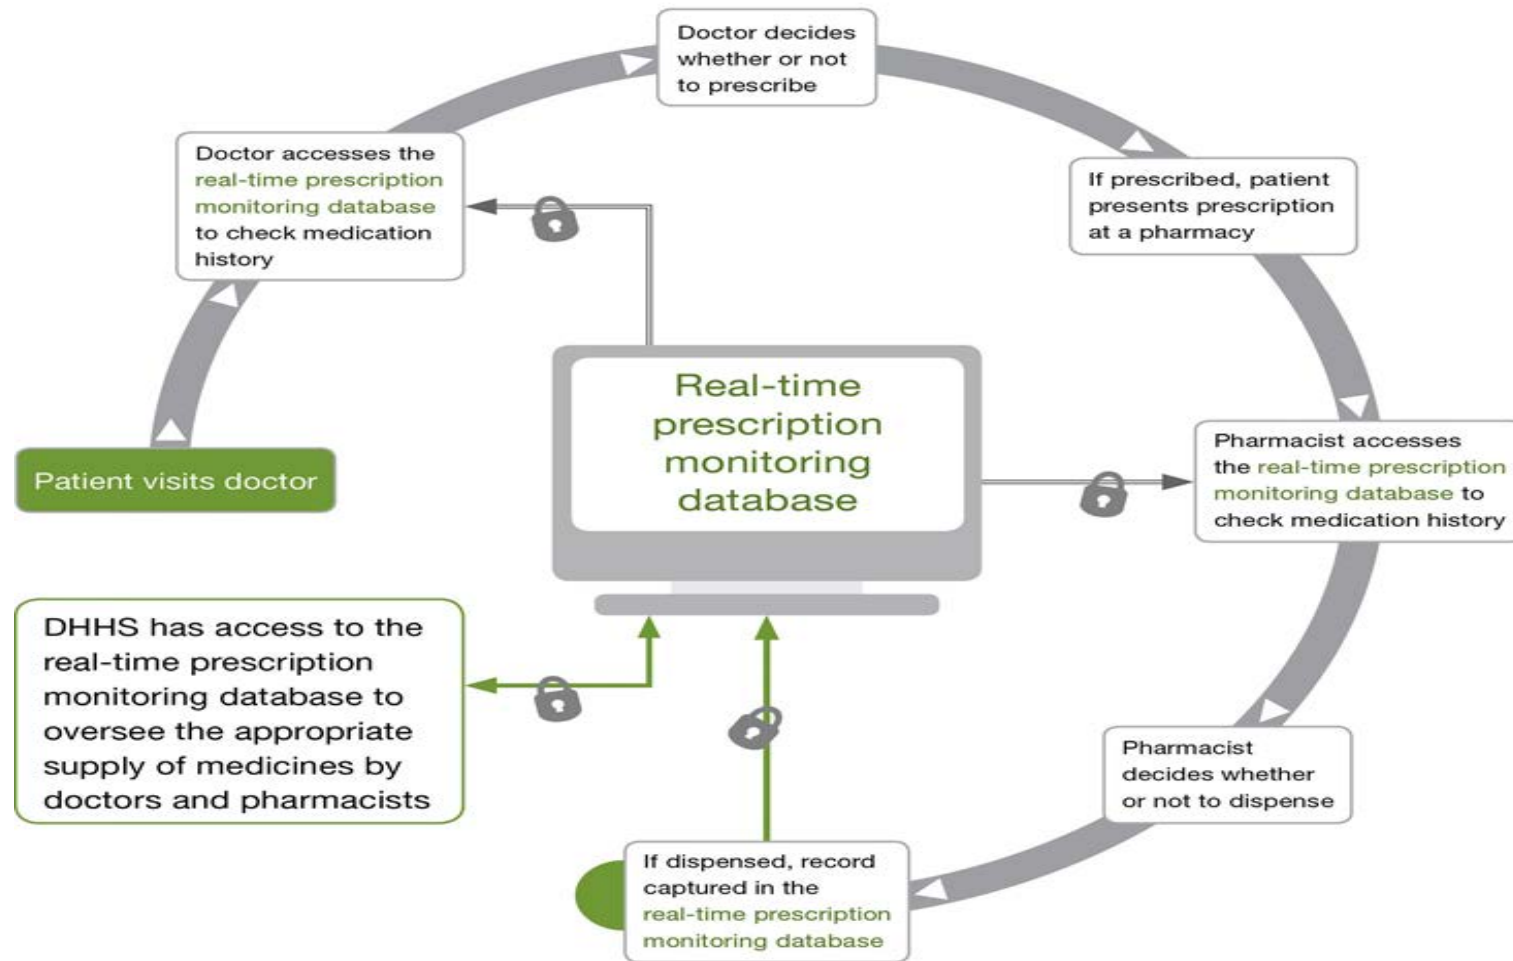 Doctor decides
whether or not
to prescribe
Doctor accesses the
real-time prescription
monitoring database
to check medication
history
If prescribed, patient
presents prescription
at a pharmacy
Real-time
prescription
monitoring
database
Patient visits doctor
Pharmacist accesses
the real-time prescription
monitoring database to
check medication history
DHHS has access to the
real-time prescription
monitoring database to
oversee the appropriate
supply of medicines by
doctors and pharmacists
Pharmacist
decides whether
or not to dispense
If dispensed, record
captured in the
real-time prescription
monitoring database